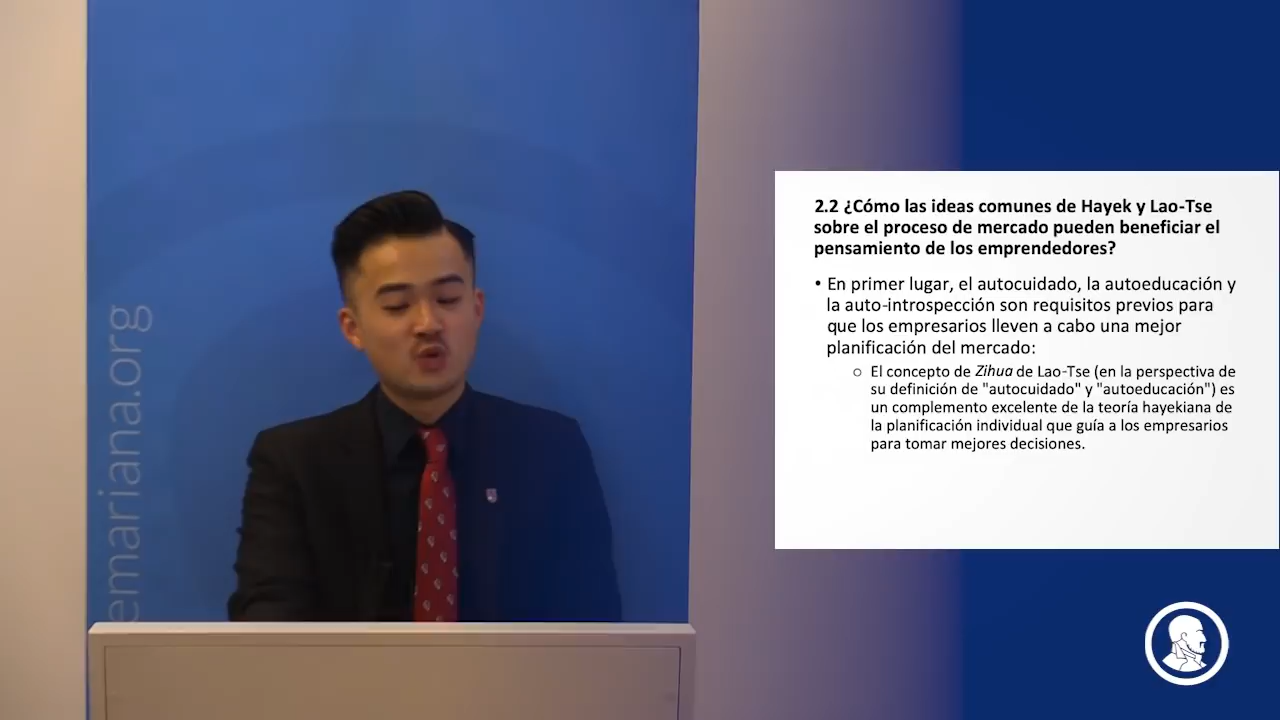 emariana.org
2.2 ¿Cómo las ideas comunes de Hayek y Lao-Tse
sobre el proceso de mercado pueden beneficiar el
pensamiento de los emprendedores?
• En primer lugar, el autocuidado, la autoeducación y
la auto-introspección son requisitos previos para
que los empresarios lleven a cabo una mejor
planificación del mercado:
○ El concepto de Zihua de Lao-Tse (en la perspectiva de
su definición de "autocuidado" y "autoeducación") es
un complemento excelente de la teoría hayekiana de
la planificación individual que guía a los empresarios
para tomar mejores decisiones.